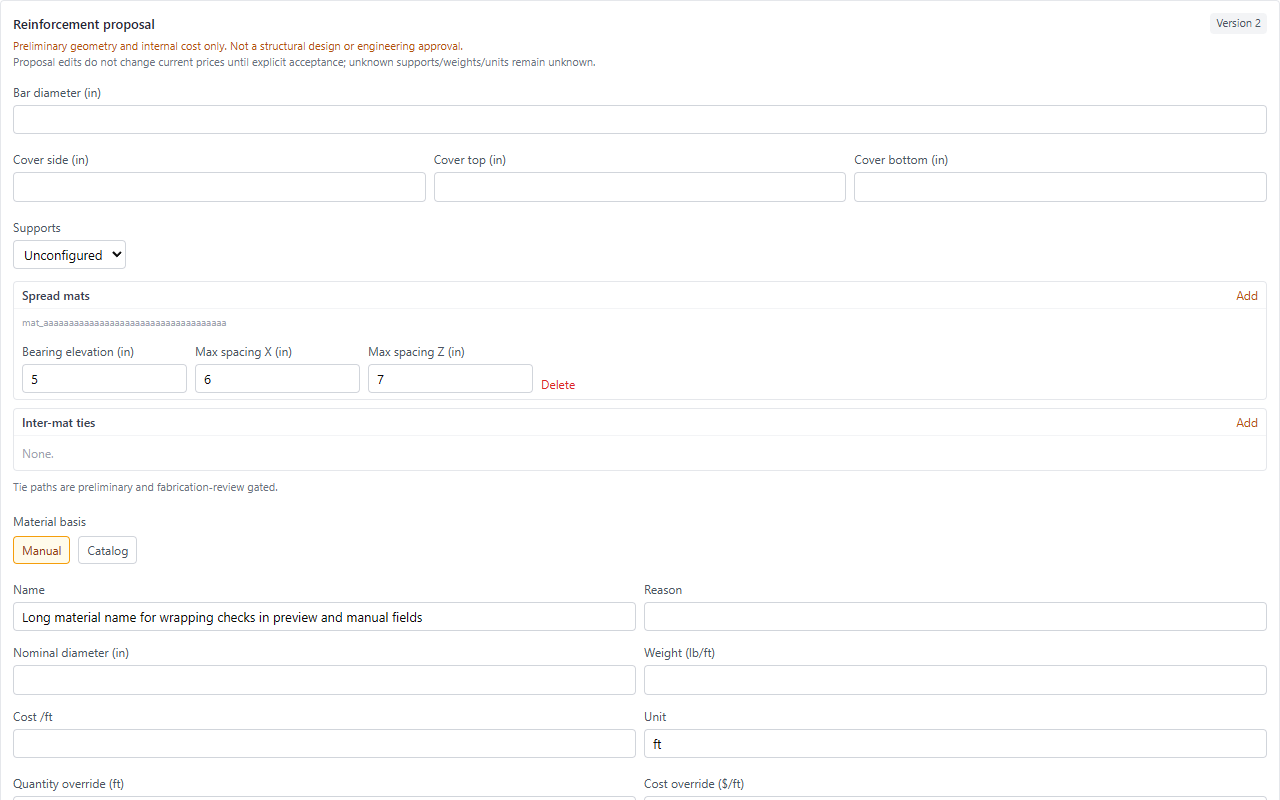 Reinforcement proposal
Version 2
Preliminary geometry and internal cost only. Not a structural design or engineering approval.
Proposal edits do not change current prices until explicit acceptance; unknown supports/weights/units remain unknown.
Bar diameter (in)
Cover side (in) Cover top (in) Cover bottom (in)
Supports
Unconfigured
Spread mats Add
mat_aaaaaaaaaaaaaaaaaaaaaaaaaaaaaaaaaaaa
Bearing elevation (in) Max spacing X (in) Max spacing Z (in)
5 6 7 Delete
Inter-mat ties Add
None.
Tie paths are preliminary and fabrication-review gated.
Material basis
Manual Catalog
Name Reason
Long material name for wrapping checks in preview and manual fields
Nominal diameter (in) Weight (lb/ft)
Cost /ft Unit
ft
Quantity override (ft) Cost override ($/ft)